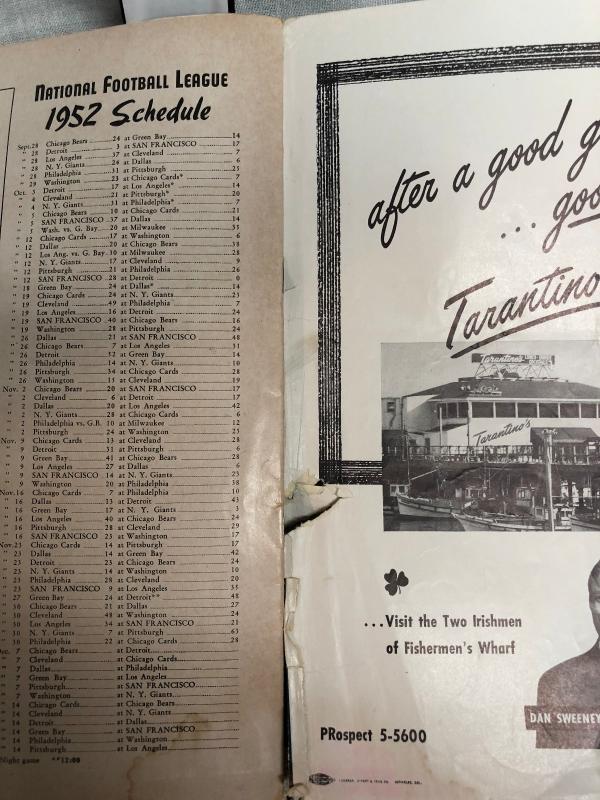 NATIONAL FOOTBALL LEAGUE
1952 Schedule
Sept. 28 Chicago Bears 24 at Green Bay 14
" 28 Detroit 3 at SAN FRANCISCO 17
" 28 Los Angeles 37 at Cleveland 7
" 28 N. Y. Giants 24 at Dallas 6
" 28 Philadelphia 31 at Pittsburgh 25
" 29 Washington 23 at Chicago Cards* 7
Oct. 3 Detroit 17 at Los Angeles* 14
" 4 Cleveland 21 at Pittsburgh* 20
" 4 N. Y. Giants 31 at Philadelphia* 7
" 5 Chicago Bears 10 at Chicago Cards 21
" 5 SAN FRANCISCO 37 at Dallas 14
" 5 Wash. vs G. Bay 20 at Milwaukee 35
" 12 Chicago Cards 17 at Washington 6
" 12 Dallas 20 at Chicago Bears 38
" 12 Los Ang. vs G. Bay 30 at Milwaukee 28
" 12 N. Y. Giants 17 at Cleveland 9
" 12 Pittsburgh 21 at Philadelphia 26
" 12 SAN FRANCISCO 28 at Detroit 0
" 18 Green Bay 24 at Dallas* 14
" 19 Chicago Cards 24 at N. Y. Giants 23
" 19 Cleveland 49 at Philadelphia 7
" 19 Los Angeles 16 at Detroit 24
" 19 SAN FRANCISCO 40 at Chicago Bears 16
" 19 Washington 28 at Pittsburgh 24
" 26 Dallas 21 at SAN FRANCISCO 48
" 26 Chicago Bears 7 at Los Angeles 31
" 26 Detroit 52 at Green Bay 14
" 26 Philadelphia 14 at N. Y. Giants 10
" 26 Pittsburgh 34 at Chicago Cards 28
" 26 Washington 15 at Cleveland 19
Nov. 2 Chicago Bears 20 at SAN FRANCISCO 17
" 2 Cleveland 6 at Detroit 17
" 2 Dallas 20 at Los Angeles 42
" 2 N. Y. Giants 28 at Chicago Cards 6
" 2 Philadelphia vs. G.B. 10 at Milwaukee 12
" 2 Pittsburgh 24 at Washington 23
Nov. 9 Chicago Cards 13 at Cleveland 28
" 9 Detroit 31 at Pittsburgh 6
" 9 Green Bay 41 at Chicago Bears 28
" 9 Los Angeles 27 at Dallas 6
" 9 SAN FRANCISCO 14 at N. Y. Giants 23
" 9 Washington 20 at Philadelphia 38
Nov. 16 Chicago Cards 7 at Philadelphia 10
" 16 Dallas 13 at Detroit 43
" 16 Green Bay 17 at N. Y. Giants 3
" 16 Los Angeles 40 at Chicago Bears 24
" 16 Pittsburgh 28 at Cleveland 29
" 16 SAN FRANCISCO 23 at Washington 17
Nov. 23 Chicago Cards 14 at Pittsburgh 17
" 23 Dallas 14 at Green Bay 42
" 23 Detroit 23 at Chicago Bears 24
" 23 N. Y. Giants 14 at Washington 10
" 23 Philadelphia 28 at Cleveland 20
" 23 SAN FRANCISCO 9 at Los Angeles 35
" 27 Green Bay 24 at Detroit** 48
" 30 Chicago Bears 21 at Dallas 27
" 30 Cleveland 48 at Washington 24
" 30 Los Angeles 34 at SAN FRANCISCO 21
" 30 N. Y. Giants 7 at Pittsburgh 63
" 30 Philadelphia 22 at Chicago Cards 28
Dec. 7 Chicago Bears at Detroit
" 7 Cleveland at Chicago Cards
" 7 Dallas at Philadelphia
" 7 Green Bay at Los Angeles
" 7 Pittsburgh at SAN FRANCISCO
" 7 Washington at N. Y. Giants
" 14 Chicago Cards at Chicago Bears
" 14 Cleveland at N. Y. Giants
" 14 Detroit at Dallas
" 14 Green Bay at SAN FRANCISCO
" 14 Philadelphia at Washington
" 14 Pittsburgh at Los Angeles
Night game **12:00
after a good g
... goo
Tarantino
Tarantino's
Tarantino's
...Visit the Two Irishmen
of Fishermen's Wharf
DAN SWEENEY
PRospect 5-5600